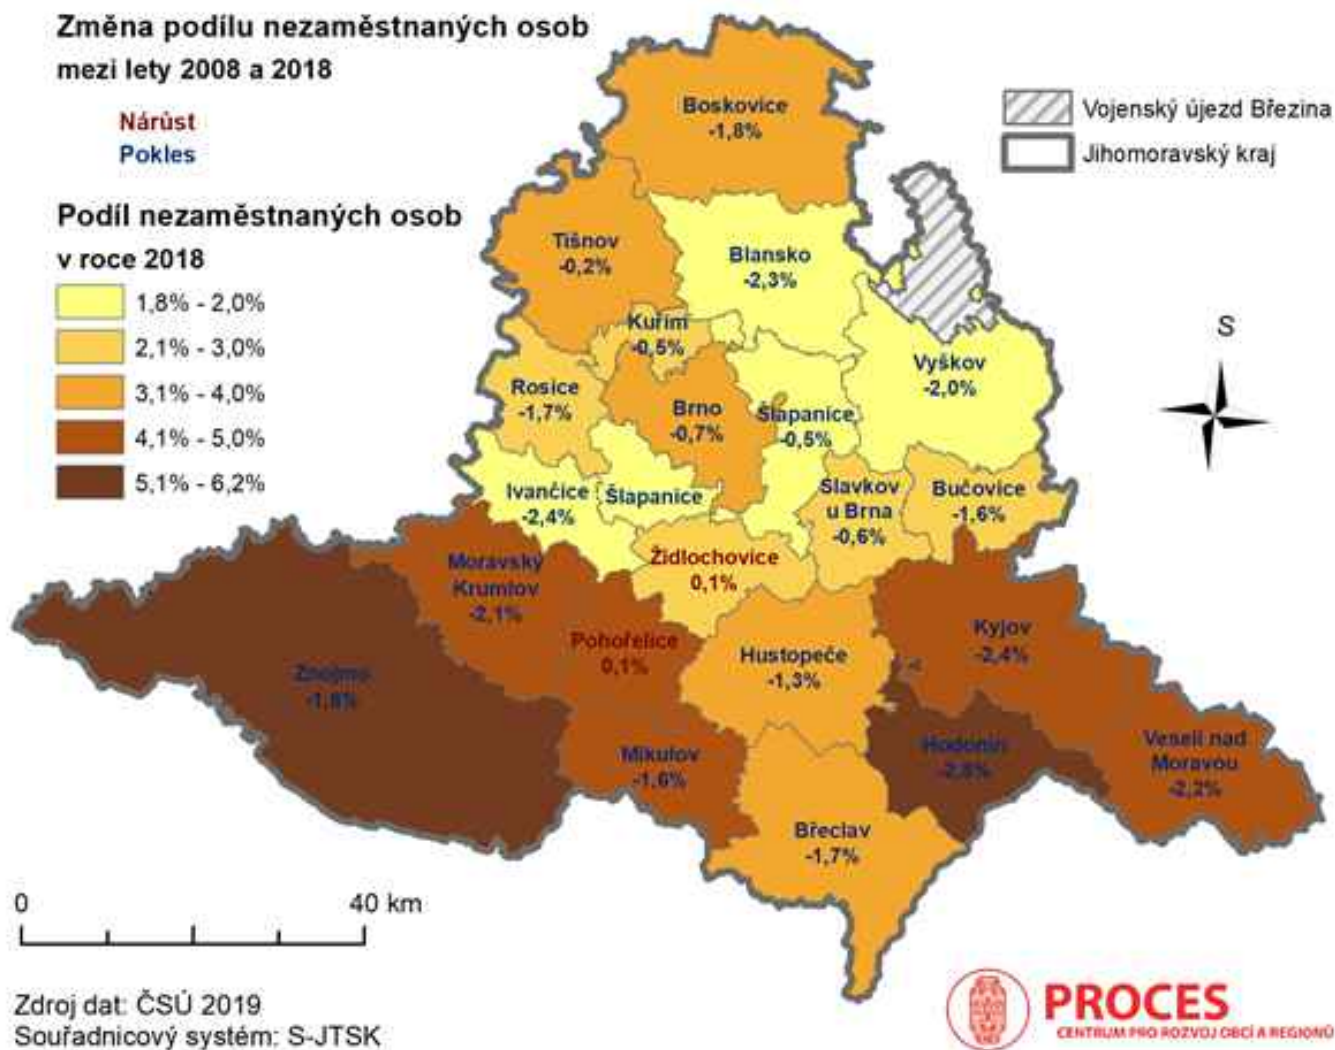 Změna podílu nezaměstnaných osob
mezi lety 2008 a 2018
Nárůst
Pokles
Podíl nezaměstnaných osob
v roce 2018
1,8% - 2,0%
2,1% - 3,0%
3,1% - 4,0%
4,1% - 5,0%
5,1% - 6,2%
Vojenský újezd Březina
Jihomoravský kraj
S
Boskovice
-1,8%
Tišnov
-0,2%
Blansko
-2,3%
Kuřim
-0,5%
Vyškov
-2,0%
Rosice
-1,7%
Brno
-0,7%
Šlapanice
-0,5%
Ivančice
-2,4%
Šlapanice
Slavkov
u Brna
-0,6%
Bučovice
-1,6%
Židlochovice
0,1%
Moravský
Krumlov
-2,1%
Pohořelice
0,1%
Hustopeče
-1,3%
Kyjov
-2,4%
Znojmo
Mikulov
-1,6%
Hodonín
Veselí nad
Moravou
-2,2%
Břeclav
-1,7%
0
40 km
Zdroj dat: ČSÚ 2019
Souřadnicový systém: S-JTSK
PROCES
CENTRUM PRO ROZVOJ OBCÍ A REGIONŮ